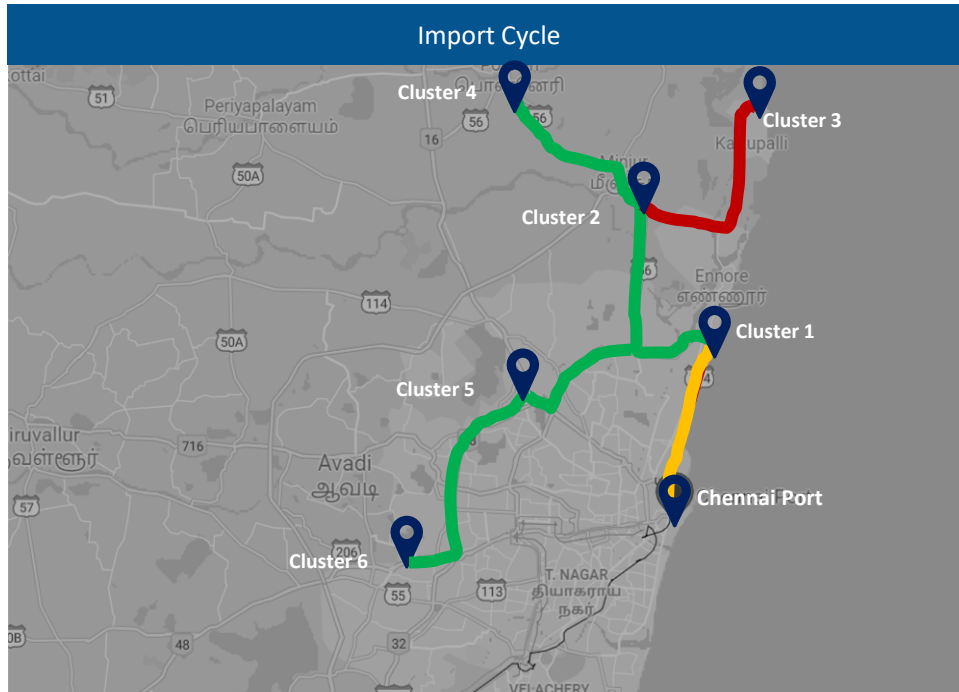 Import Cycle
Cluster 4
Cluster 3
51
Periyapalayam
பெரியபாளையம்
56
56
16
50A
Cluster 2
Ennore
எண்ணூர்
114
Cluster 1
50A
Cluster 5
716
Avadi
ஆவடி
Chennai Port
57
Cluster 6
206
T. NAGAR
தியாகராய
நகர்
55
113
32
48
VELACHERY